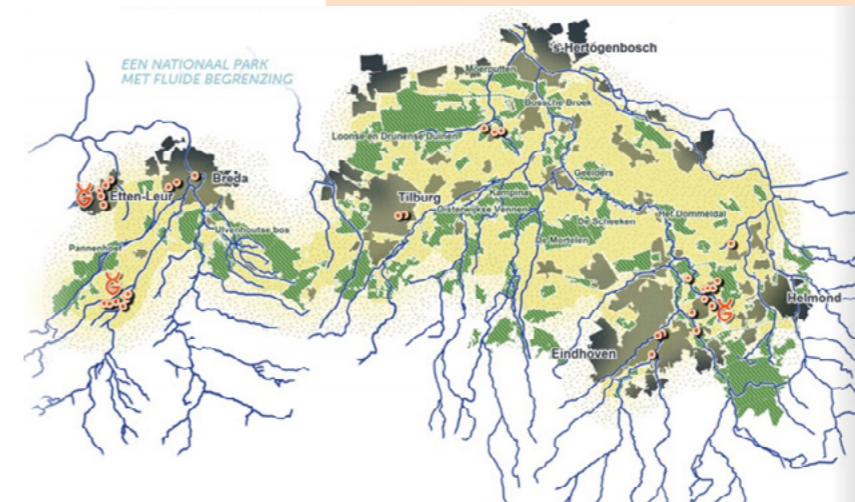 EEN NATIONAAL PARK
MET FLUÏDE BEGRENZING
's-Hertogenbosch
Moerputten
Bossche Broek
Loonse en Drunense Duinen
Breda
Etten-Leur
Tilburg
Geelders
Kampina
Oisterwijkse Vennen
Ulvenhoutse bos
De Scheeken
Het Dommeldal
De Mortelen
Pannenhoef
Helmond
Eindhoven